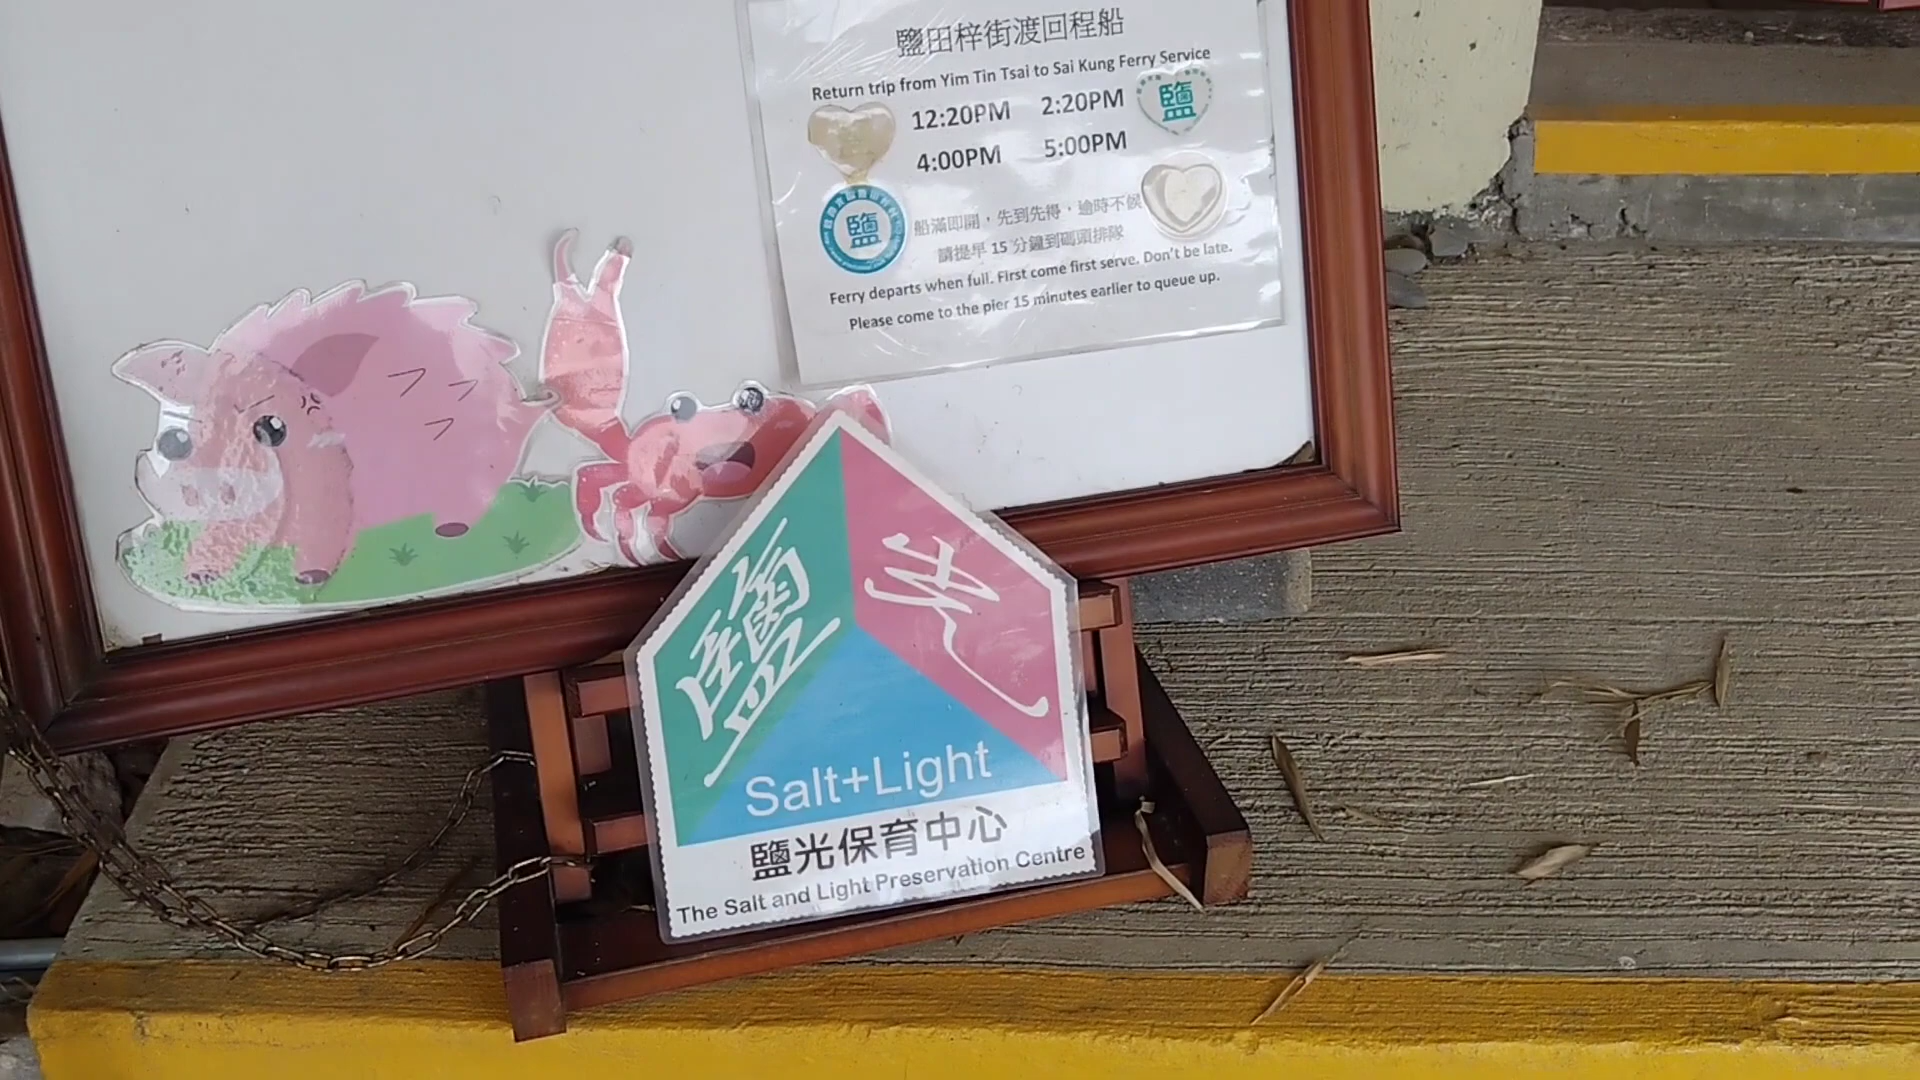 鹽田梓街渡回程船
Return trip from Yim Tin Tsai to Sai Kung Ferry Service
12:20PM 2:20PM
鹽
4:00PM 5:00PM
鹽
船滿即開，先到先得，逾時不候
請提早 15 分鐘到碼頭排隊
Ferry departs when full. First come first serve. Don't be late.
Please come to the pier 15 minutes earlier to queue up.
鹽 光
Salt+Light
鹽光保育中心
The Salt and Light Preservation Centre